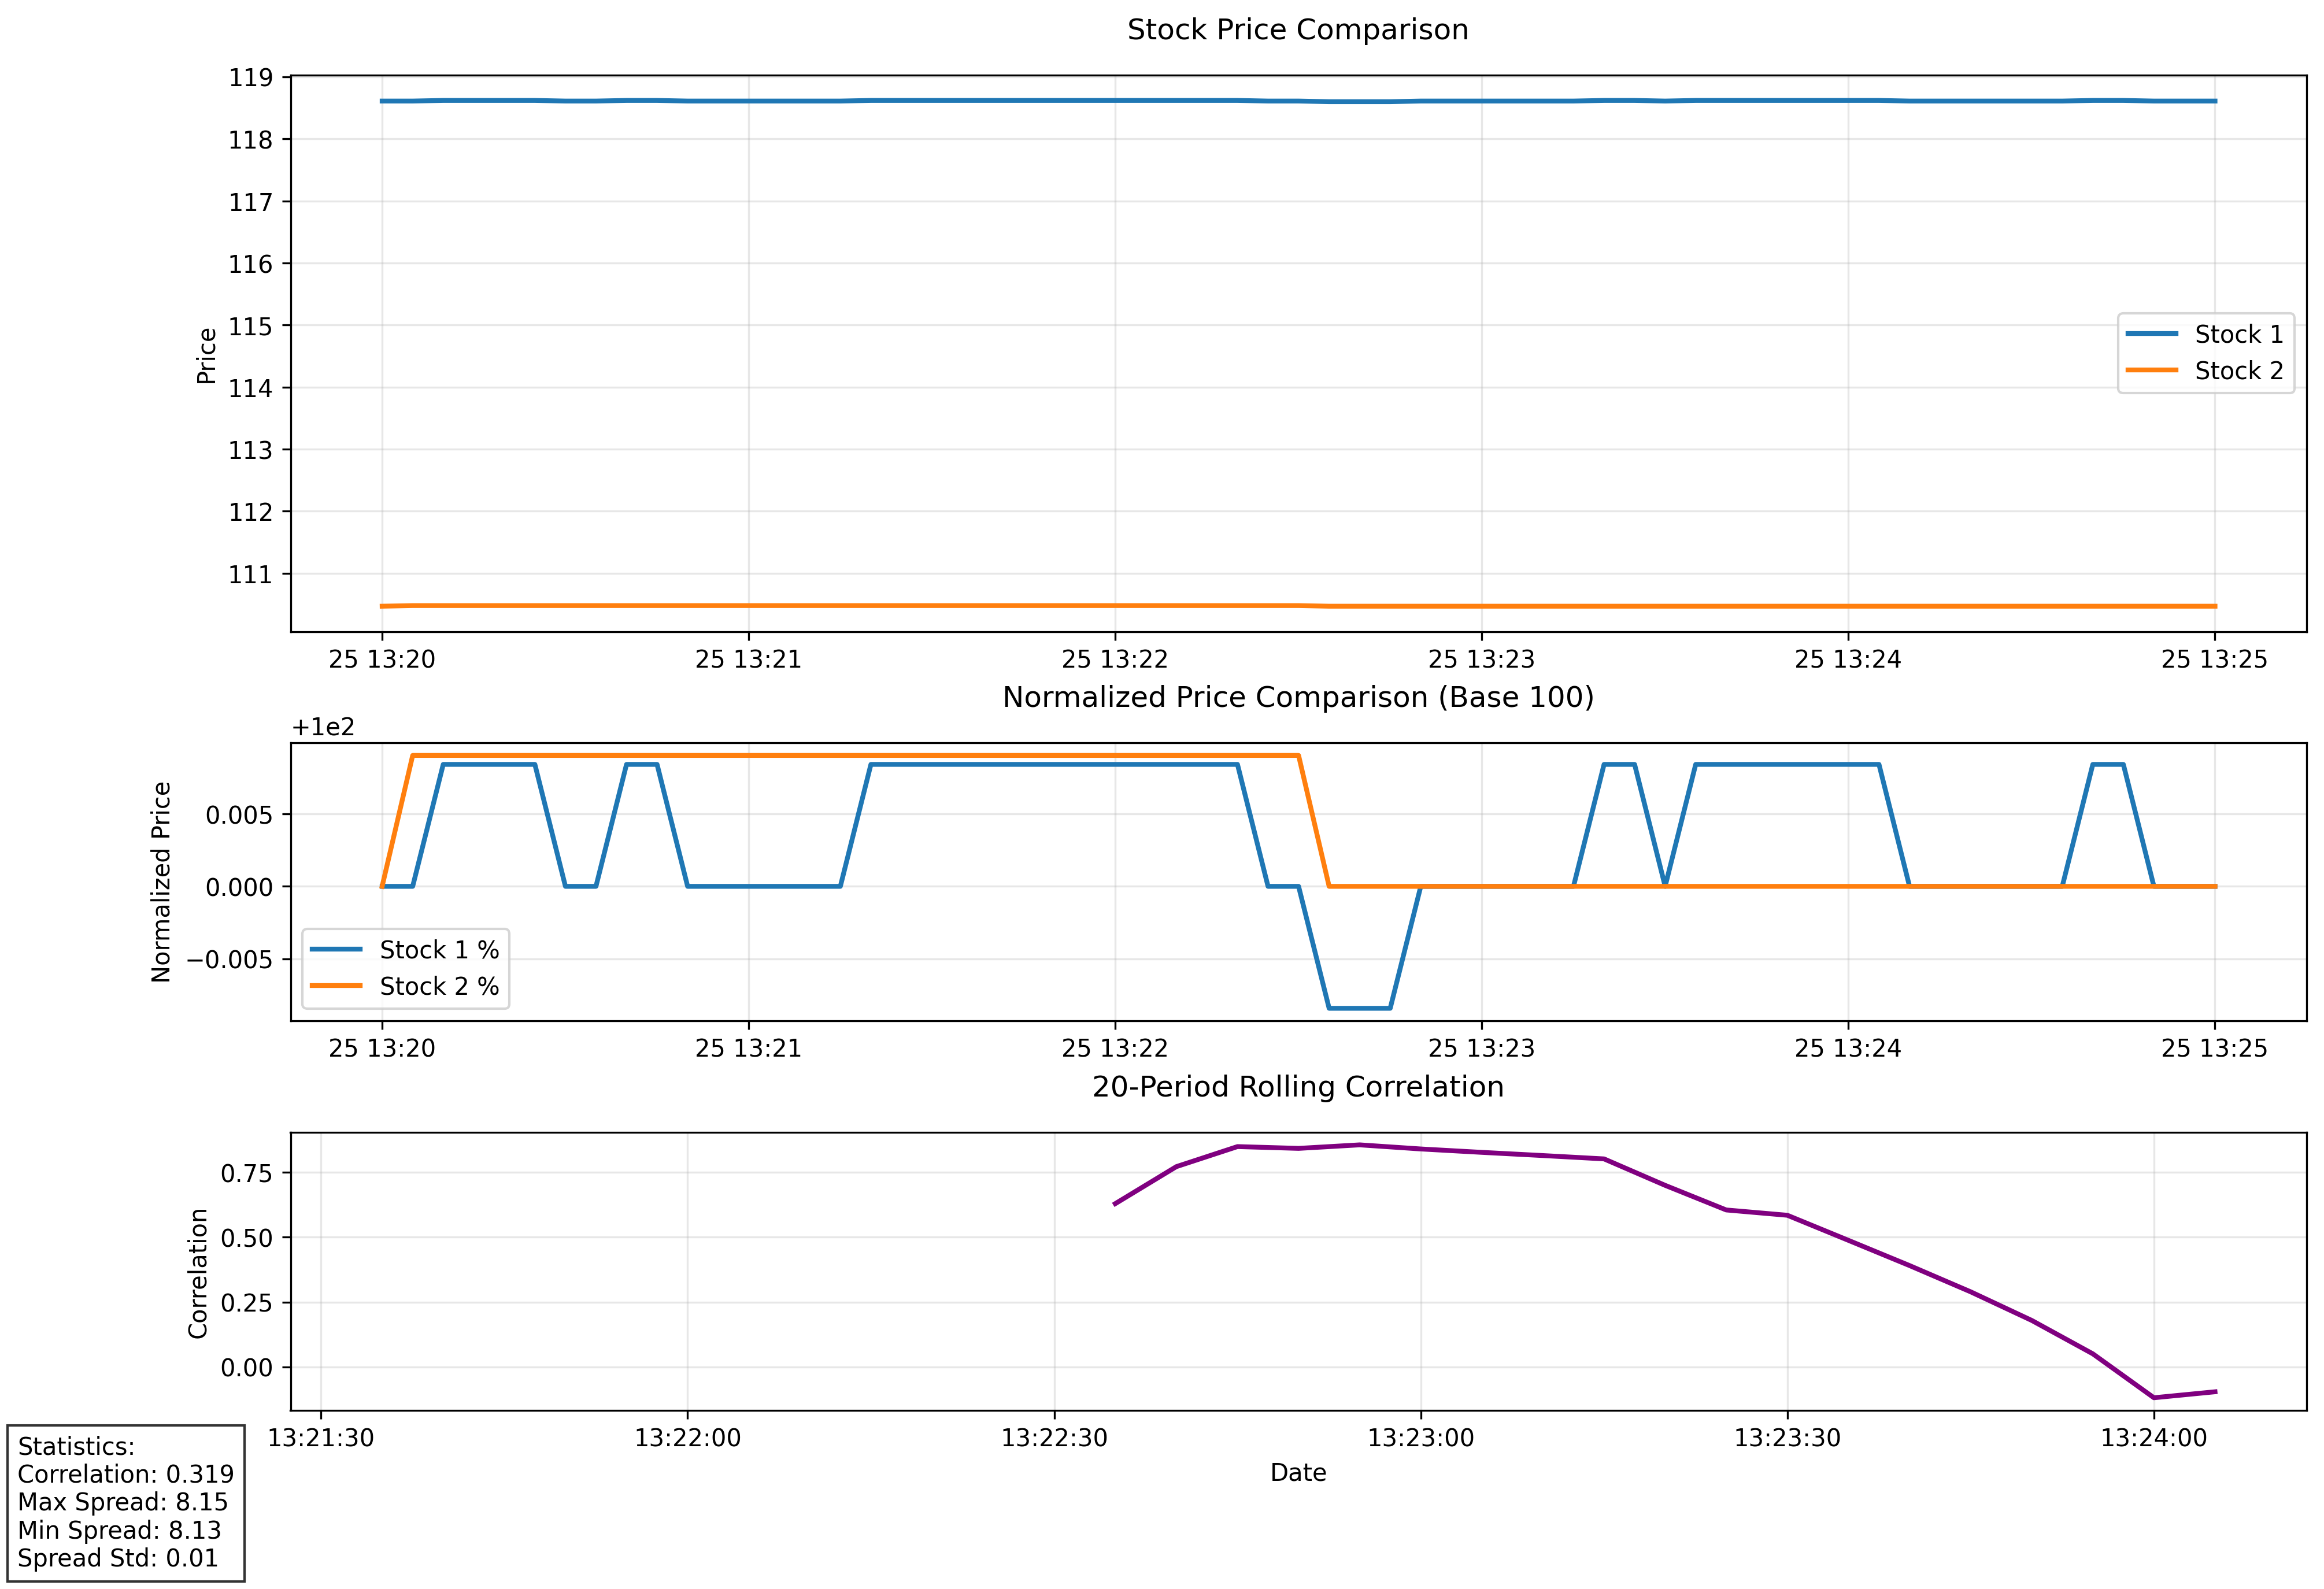 Stock Price Comparison
119
118
117
116
115
114
113
112
111
Price
Stock 1
Stock 2
25 13:20
25 13:21
25 13:22
25 13:23
25 13:24
25 13:25
Normalized Price Comparison (Base 100)
+1e2
0.005
0.000
−0.005
Normalized Price
Stock 1 %
Stock 2 %
25 13:20
25 13:21
25 13:22
25 13:23
25 13:24
25 13:25
20-Period Rolling Correlation
0.75
0.50
0.25
0.00
Correlation
13:21:30
13:22:00
13:22:30
13:23:00
13:23:30
13:24:00
Date
Statistics:
Correlation: 0.319
Max Spread: 8.15
Min Spread: 8.13
Spread Std: 0.01